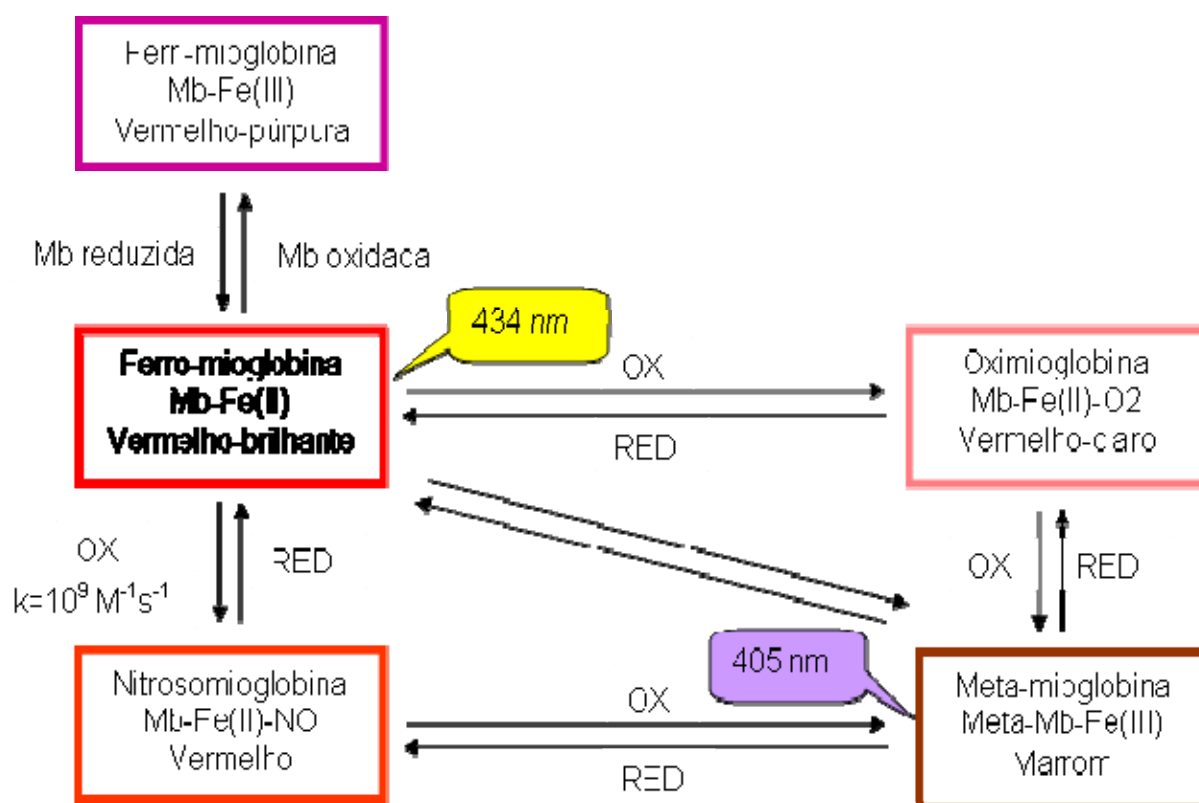 Ferri-mioglobina
Mb-Fe(III)
Vermelho-púrpura
Mb reduzida
Mb oxidaca
434 nm
Ferro-mioglobina
Mb-Fe(II)
Vermelho-brilhante
OX
RED
Oximioglobina
Mb-Fe(II)-O2
Vermelho-claro
OX
k=10⁹ M⁻¹s⁻¹
RED
OX
RED
405 nm
Nitrosomioglobina
Mb-Fe(II)-NO
Vermelho
OX
RED
Meta-mioglobina
Meta-Mb-Fe(III)
Marrom